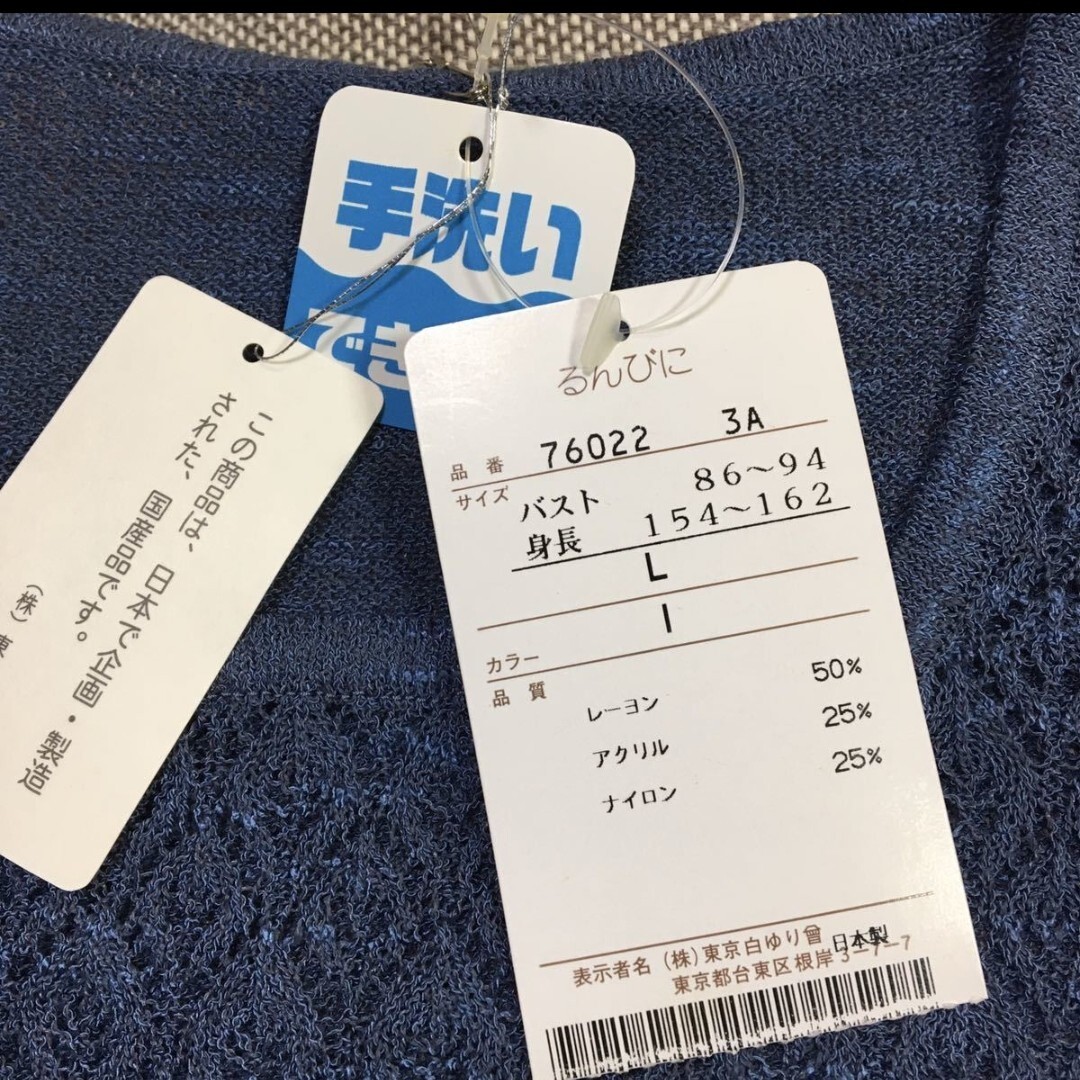 手洗い
でき
この商品は、日本で企画・製造
された、国産品です。
(株)東
るんびに
品番 76022 3A
サイズ バスト 86〜94
身長 154〜162
L
I
カラー
品質
レーヨン 50%
アクリル 25%
ナイロン 25%
日本製
表示者名 (株)東京白ゆり會
東京都台東区根岸3-7-7